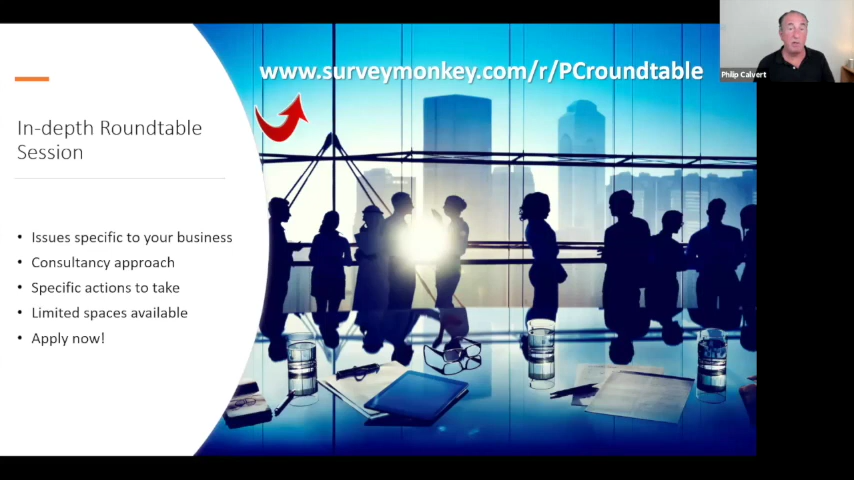 www.surveymonkey.com/r/PCroundtable
Philip Calvert
In-depth Roundtable
Session
• Issues specific to your business
• Consultancy approach
• Specific actions to take
• Limited spaces available
• Apply now!